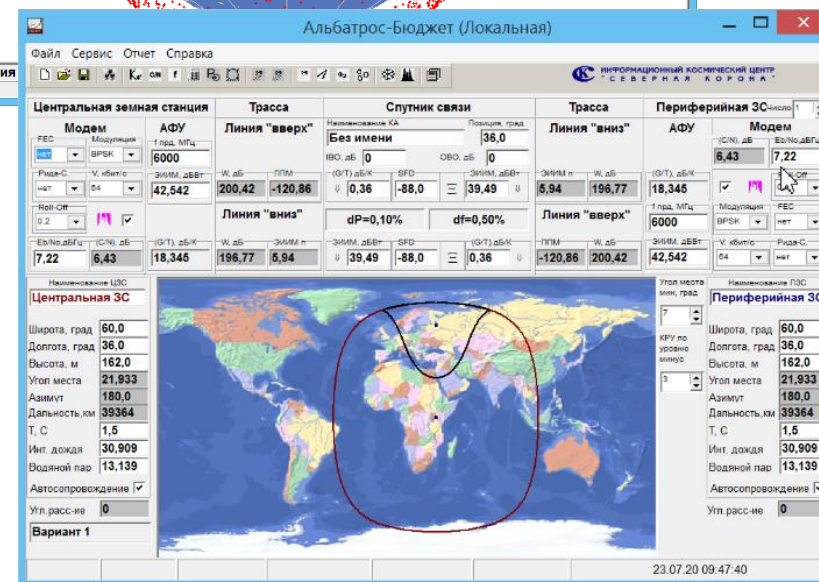 ия
Альбатрос-Бюджет (Локальная)
Файл Сервис Отчет Справка
ИНФОРМАЦИОННЫЙ КОСМИЧЕСКИЙ ЦЕНТР
"СЕВЕРНАЯ КОРОНА"
Центральная земная станция Трасса Спутник связи Трасса Периферийная ЗС Число 1
Модем АФУ Линия "вверх" Наименование КА Позиция, град Линия "вниз" АФУ Модем
FEC Модуляция f прд, МГц Без имени 36,0 (C/N), дБ Eb/No,дБГц
нет BPSK 6000 IBO, дБ 0 OBO, дБ 0 6,43 7,22
Рида-С. V, кбит/с ЭИИМ, дБВт W, дБ ППМ (G/T) дБ/К SFD ЭИИМ, дБВт ЭИИМ п W, дБ (G/T), дБ/К
нет 64 42,542 200,42 -120,86 0,36 -88,0 39,49 5,94 196,77 18,345
Roll-Off Линия "вниз" dP=0,10% df=0,50% Линия "вверх" f прд, МГц Модуляция FEC
0.2 6000 BPSK нет
Eb/No,дБГц (C/N), дБ (G/T), дБ/К W, дБ ЭИИМ п ЭИИМ, дБВт SFD (G/T) дБ/К ППМ W, дБ ЭИИМ, дБВт V, кбит/с Рида-С.
7,22 6,43 18,345 196,77 5,94 39,49 -88,0 0,36 -120,86 200,42 42,542 64 нет
Наименование ЦЗС Угол места мин, град Наименование ПЗС
Центральная ЗС 7 Периферийная ЗС
Широта, град 60,0 КРУ по уровню минус Широта, град 60,0
Долгота, град 36,0 3 Долгота, град 36,0
Высота, м 162,0 Высота, м 162,0
Угол места 21,933 Угол места 21,933
Азимут 180,0 Азимут 180,0
Дальность,км 39364 Дальность,км 39364
T, C 1,5 T, C 1,5
Инт. дождя 30,909 Инт. дождя 30,909
Водяной пар 13,139 Водяной пар 13,139
Автосопровождение Автосопровождение
Угл.расс-ие 0 Угл.расс-ие 0
Вариант 1
23.07.20 09:47:40